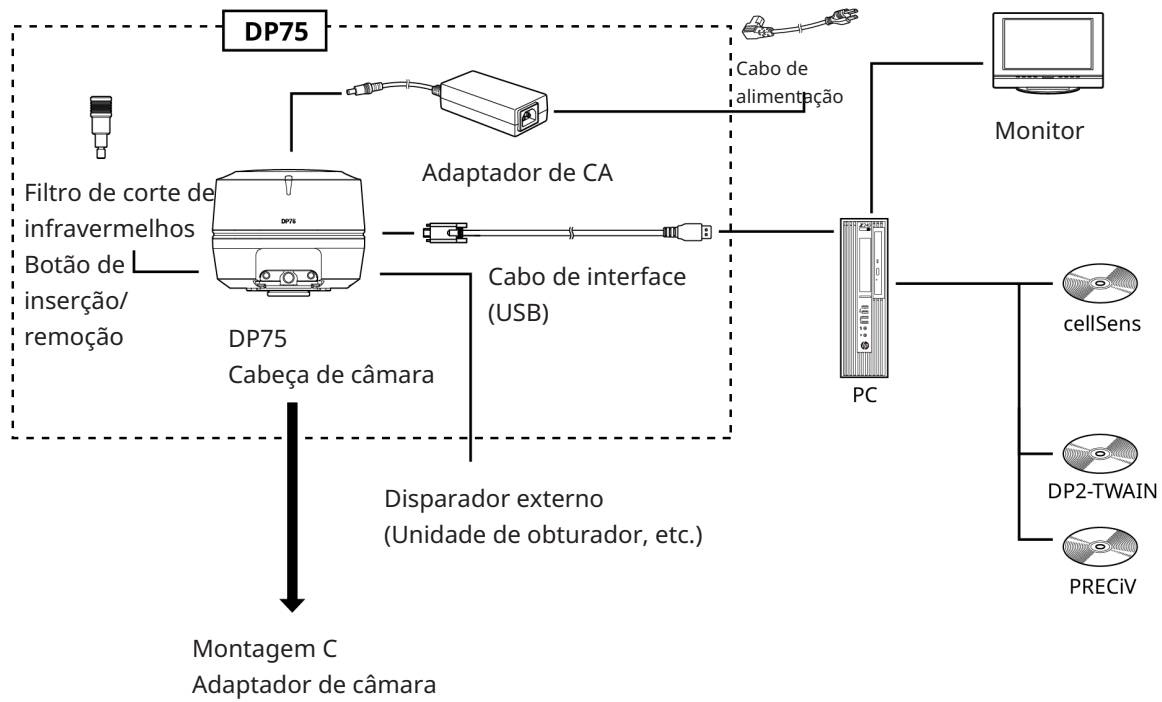 DP75
Cabo de
alimentação
Monitor
Adaptador de CA
Filtro de corte de
infravermelhos
Botão de
inserção/
remoção
DP75
Cabo de interface
(USB)
DP75
Cabeça de câmara
cellSens
PC
DP2-TWAIN
PRECiV
Disparador externo
(Unidade de obturador, etc.)
Montagem C
Adaptador de câmara